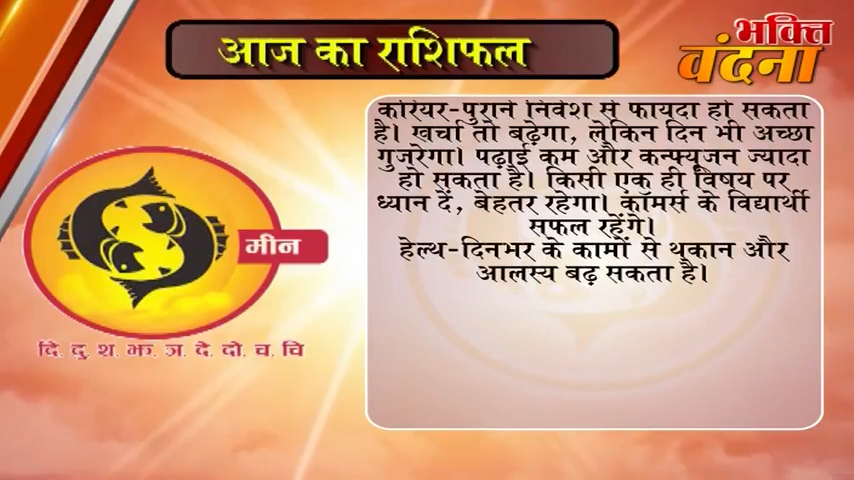 आज का राशिफल
भक्ति
वंदना
करियर-पुराने निवेश से फायदा हो सकता
है। खर्चा तो बढ़ेगा, लेकिन दिन भी अच्छा
गुजरेगा। पढ़ाई कम और कन्फ्यूजन ज्यादा
हो सकता है। किसी एक ही विषय पर
ध्यान दें, बेहतर रहेगा। कॉमर्स के विद्यार्थी
सफल रहेंगे।
हेल्थ-दिनभर के कामों से थकान और
आलस्य बढ़ सकता है।
मीन
दि. दु. श. झ. ञ. दे. दो. च. चि